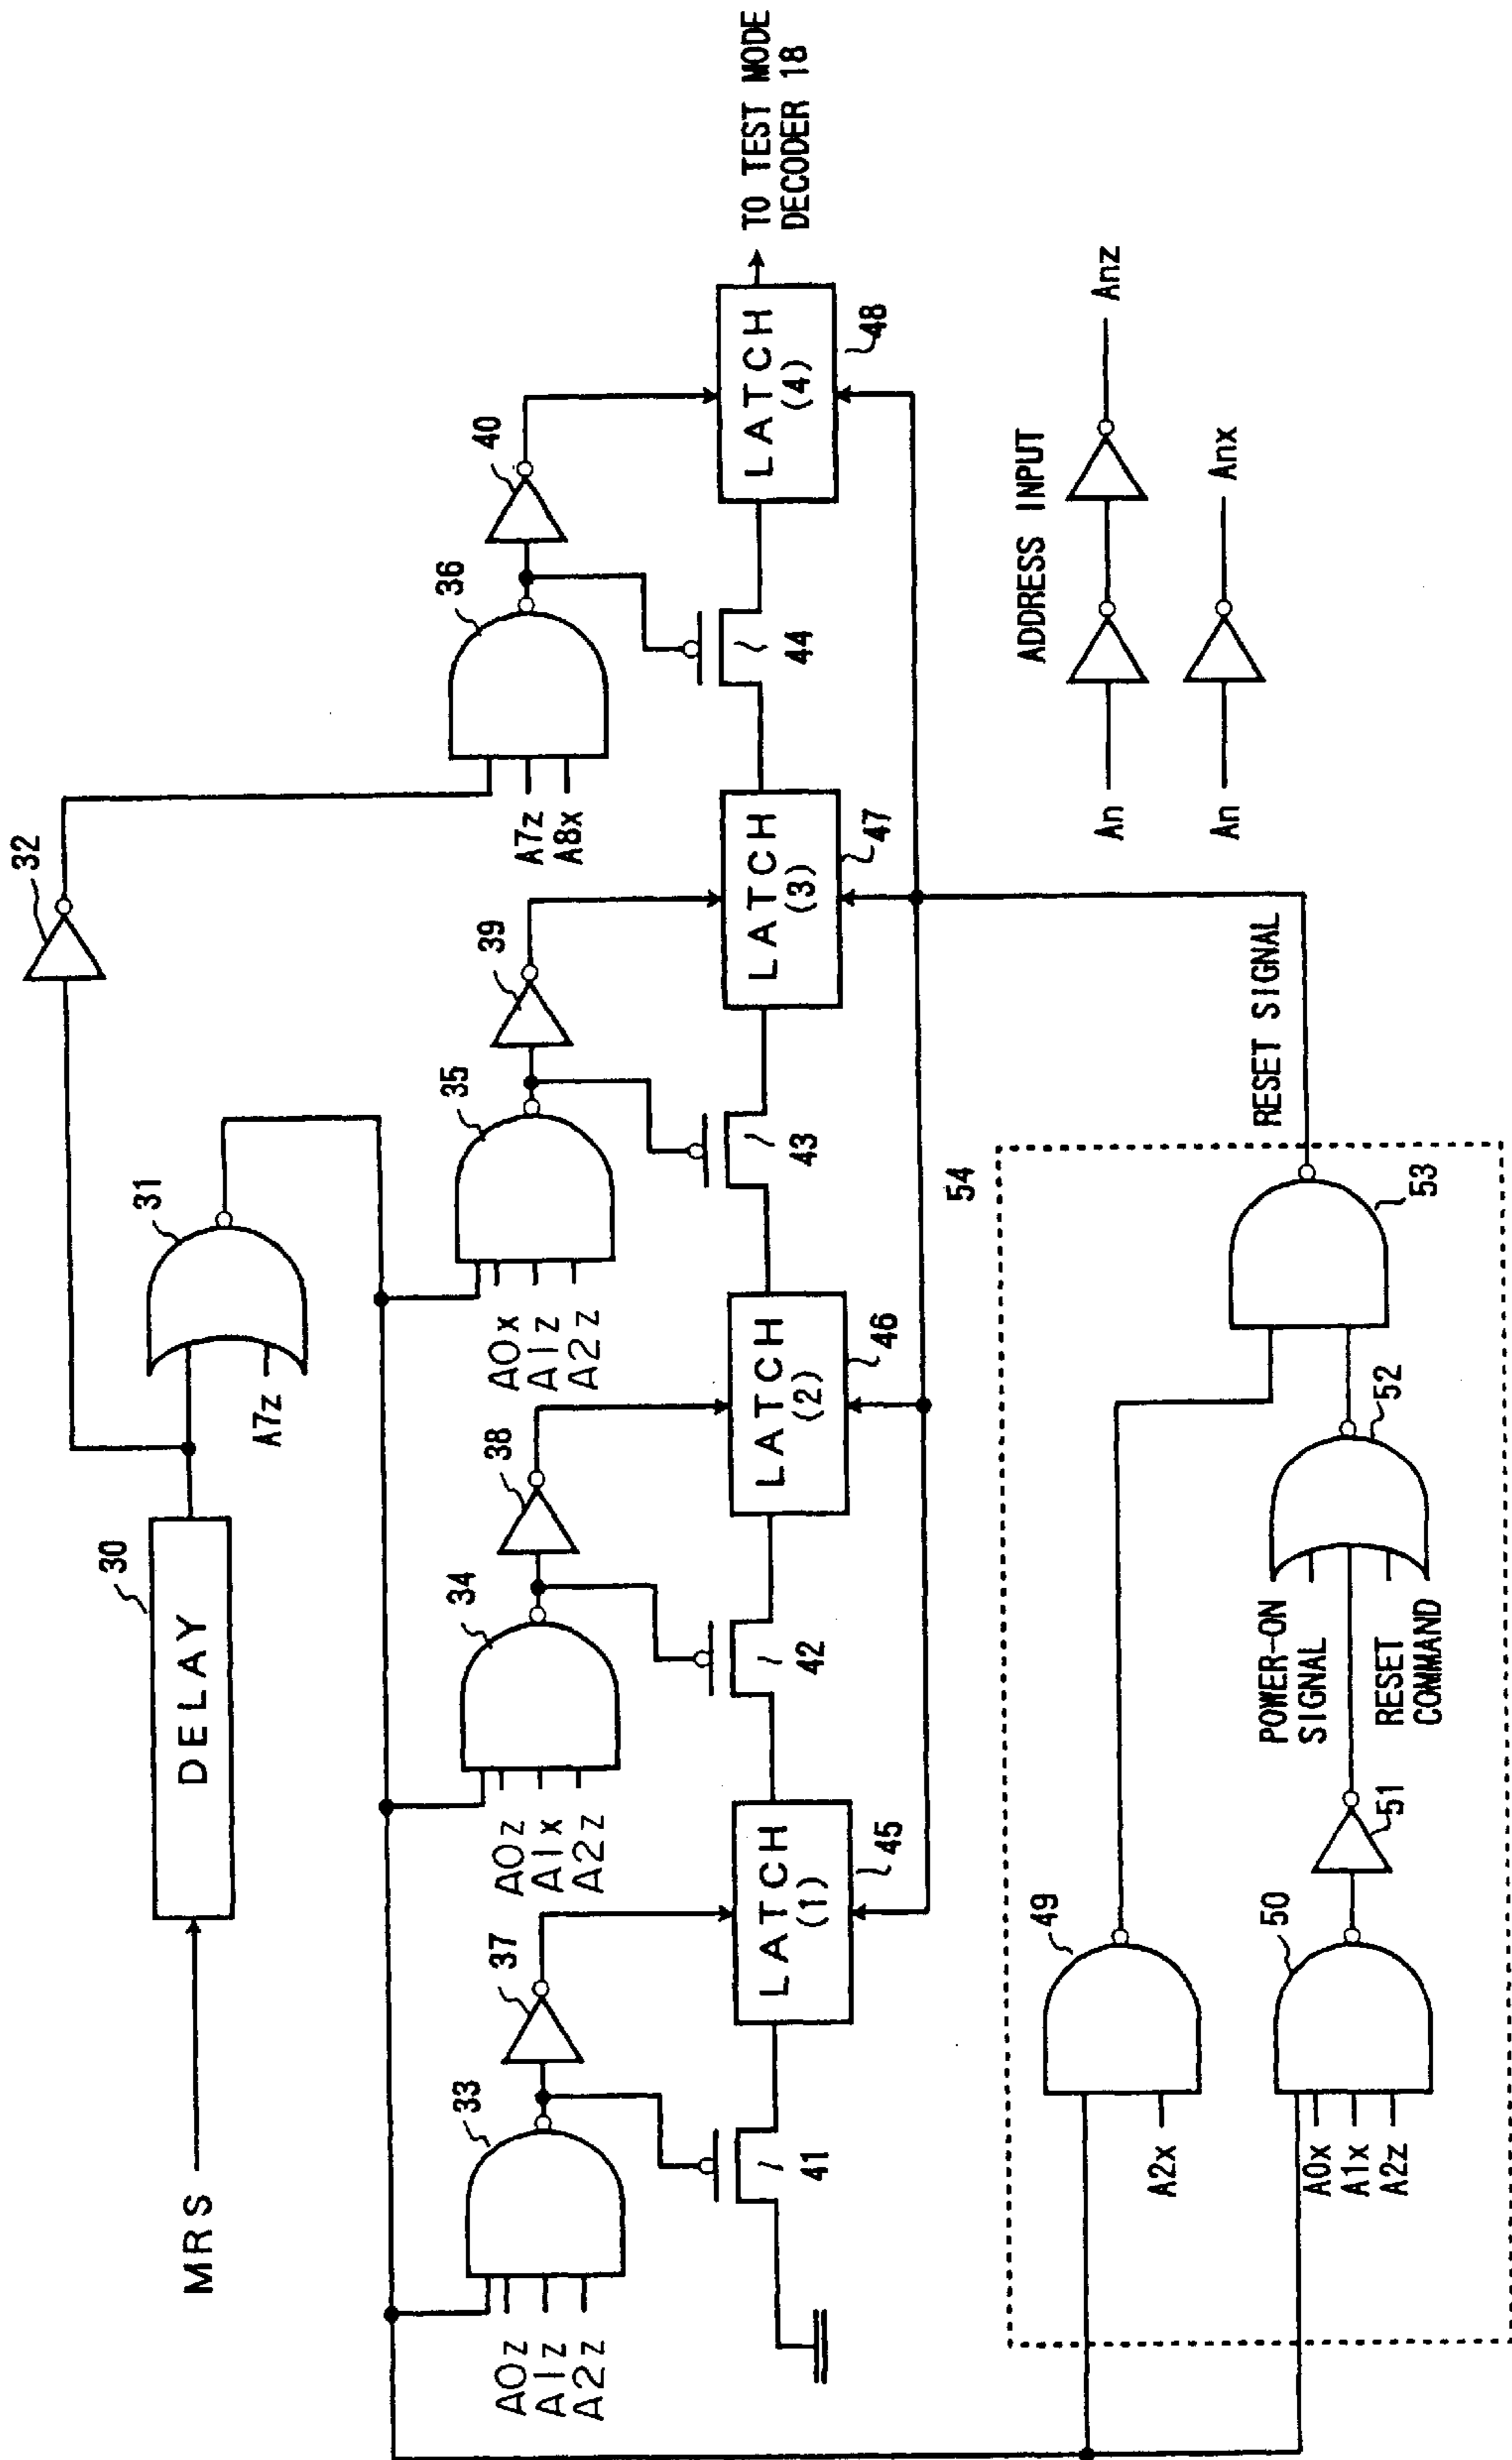 MRS
30
DELAY
31
A7z
32
33
A0z
A1z
A2z
37
34
A0z
A1x
A2z
38
35
A0x
A1z
A2z
39
36
A7z
A8x
40
41
LATCH
(1)
45
42
LATCH
(2)
46
43
LATCH
(3)
47
44
LATCH
(4)
48
TO TEST MODE
DECODER 18
54
49
A2x
50
A0x
A1x
A2z
51
POWER-ON
SIGNAL
RESET
COMMAND
52
53
RESET SIGNAL
ADDRESS INPUT
An
Anz
An
Anx